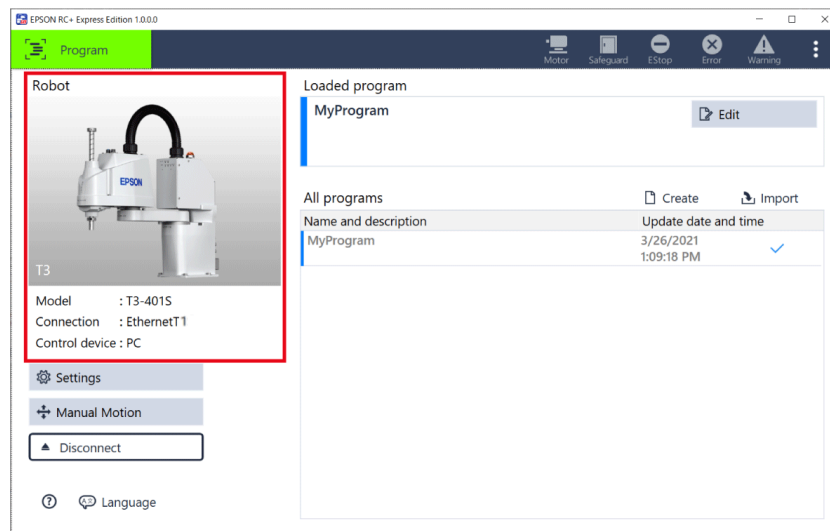 EPSON RC+ Express Edition 1.0.0.0
Program
Motor
Safeguard
EStop
Error
Warning
Robot
EPSON
T3
Model : T3-401S
Connection : EthernetT1
Control device : PC
Settings
Manual Motion
Disconnect
Language
Loaded program
MyProgram
Edit
All programs
Create
Import
Name and description
Update date and time
MyProgram
3/26/2021
1:09:18 PM